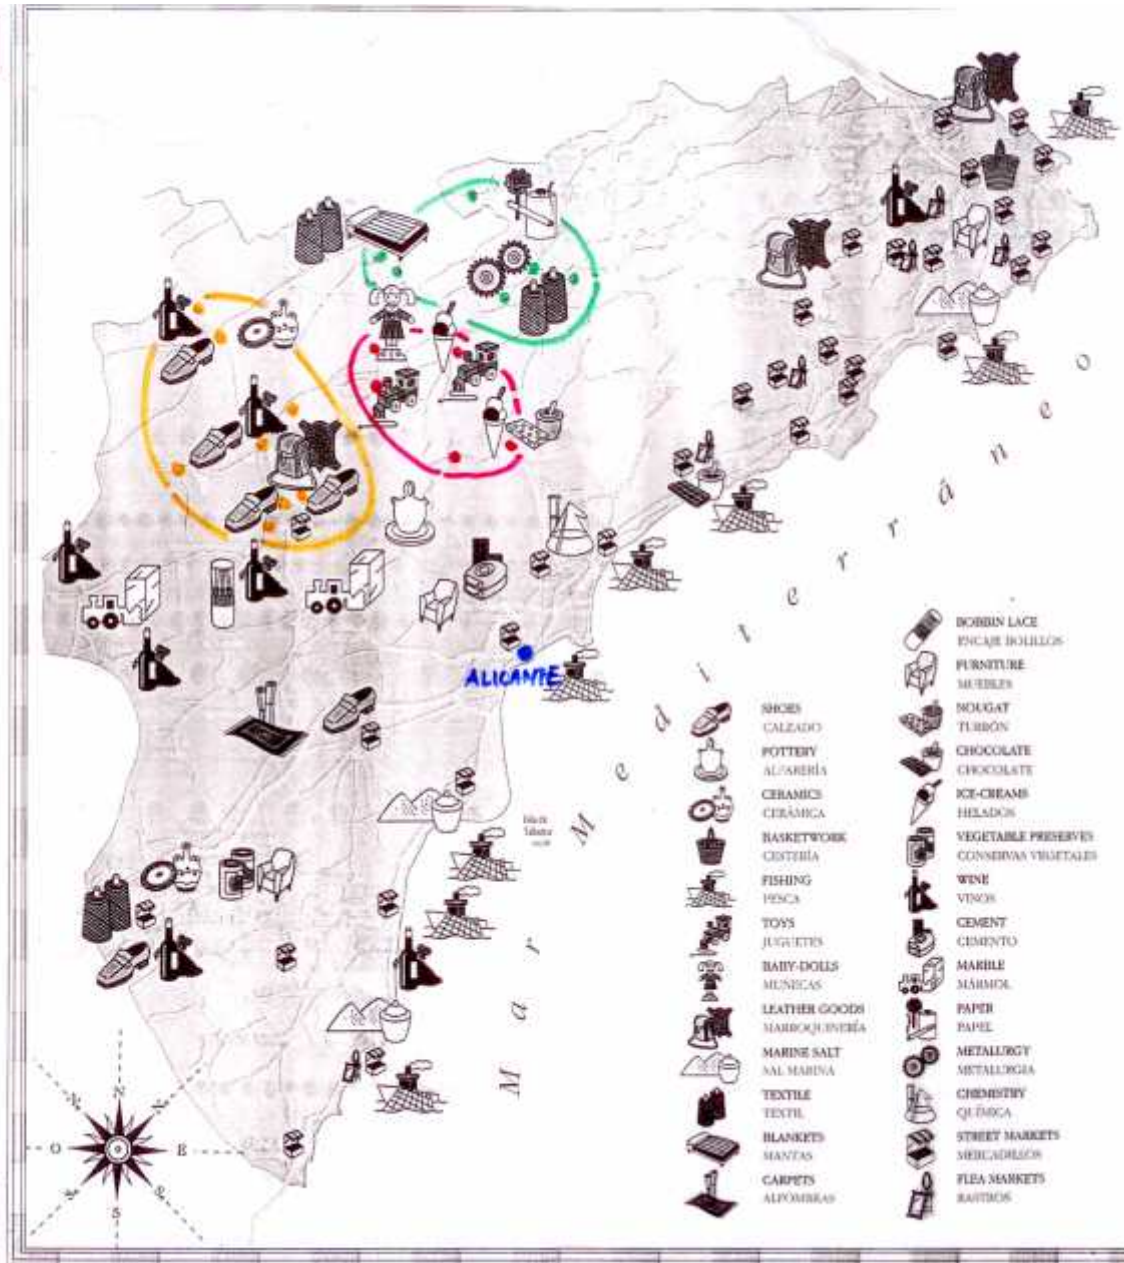 ALICANTE
Mar Mediterráneo
N
O
E
S
SHOES
CALZADO
POTTERY
ALFARERÍA
CERAMICS
CERÁMICA
BASKETWORK
CESTERÍA
FISHING
PESCA
TOYS
JUGUETES
BABY-DOLLS
MUÑECAS
LEATHER GOODS
MARROQUINERÍA
MARINE SALT
SAL MARINA
TEXTILE
TEXTIL
BLANKETS
MANTAS
CARPETS
ALFOMBRAS
BOBBIN LACE
ENCAJE BOLILLOS
FURNITURE
MUEBLES
NOUGAT
TURRÓN
CHOCOLATE
CHOCOLATE
ICE-CREAMS
HELADOS
VEGETABLE PRESERVES
CONSERVAS VEGETALES
WINE
VINOS
CEMENT
CEMENTO
MARBLE
MÁRMOL
PAPER
PAPEL
METALURGY
METALURGIA
CHEMISTRY
QUÍMICA
STREET MARKETS
MERCADILLOS
FLEA MARKETS
RASTROS